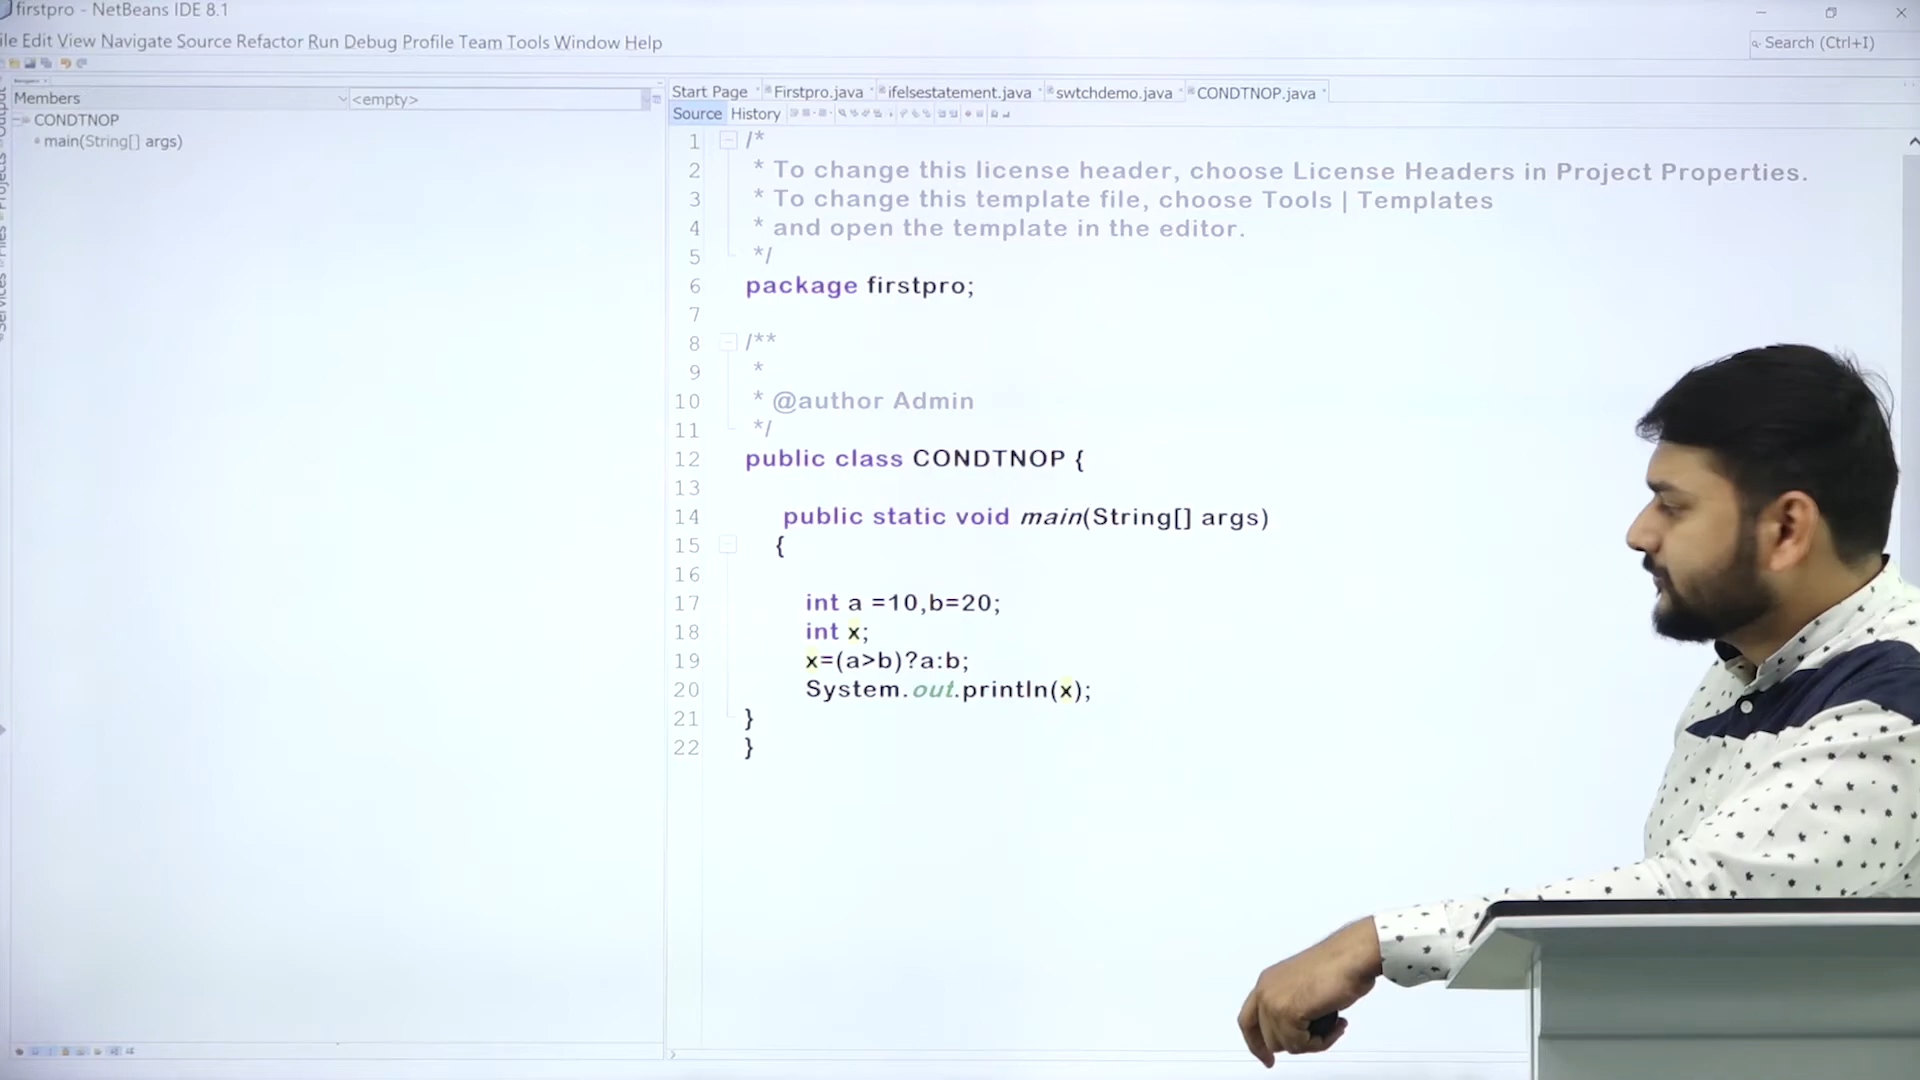 firstpro - NetBeans IDE 8.1
ile Edit View Navigate Source Refactor Run Debug Profile Team Tools Window Help
Search (Ctrl+I)
Members
<empty>
CONDTNOP
main(String[] args)
Output
Projects
Files
Services
Start Page
Firstpro.java
ifelsestatement.java
swtchdemo.java
CONDTNOP.java
Source
History
1 /*
2 * To change this license header, choose License Headers in Project Properties.
3 * To change this template file, choose Tools | Templates
4 * and open the template in the editor.
5 */
6 package firstpro;
7
8 /**
9 *
10 * @author Admin
11 */
12 public class CONDTNOP {
13
14 public static void main(String[] args)
15 {
16
17 int a =10,b=20;
18 int x;
19 x=(a>b)?a:b;
20 System.out.println(x);
21 }
22 }